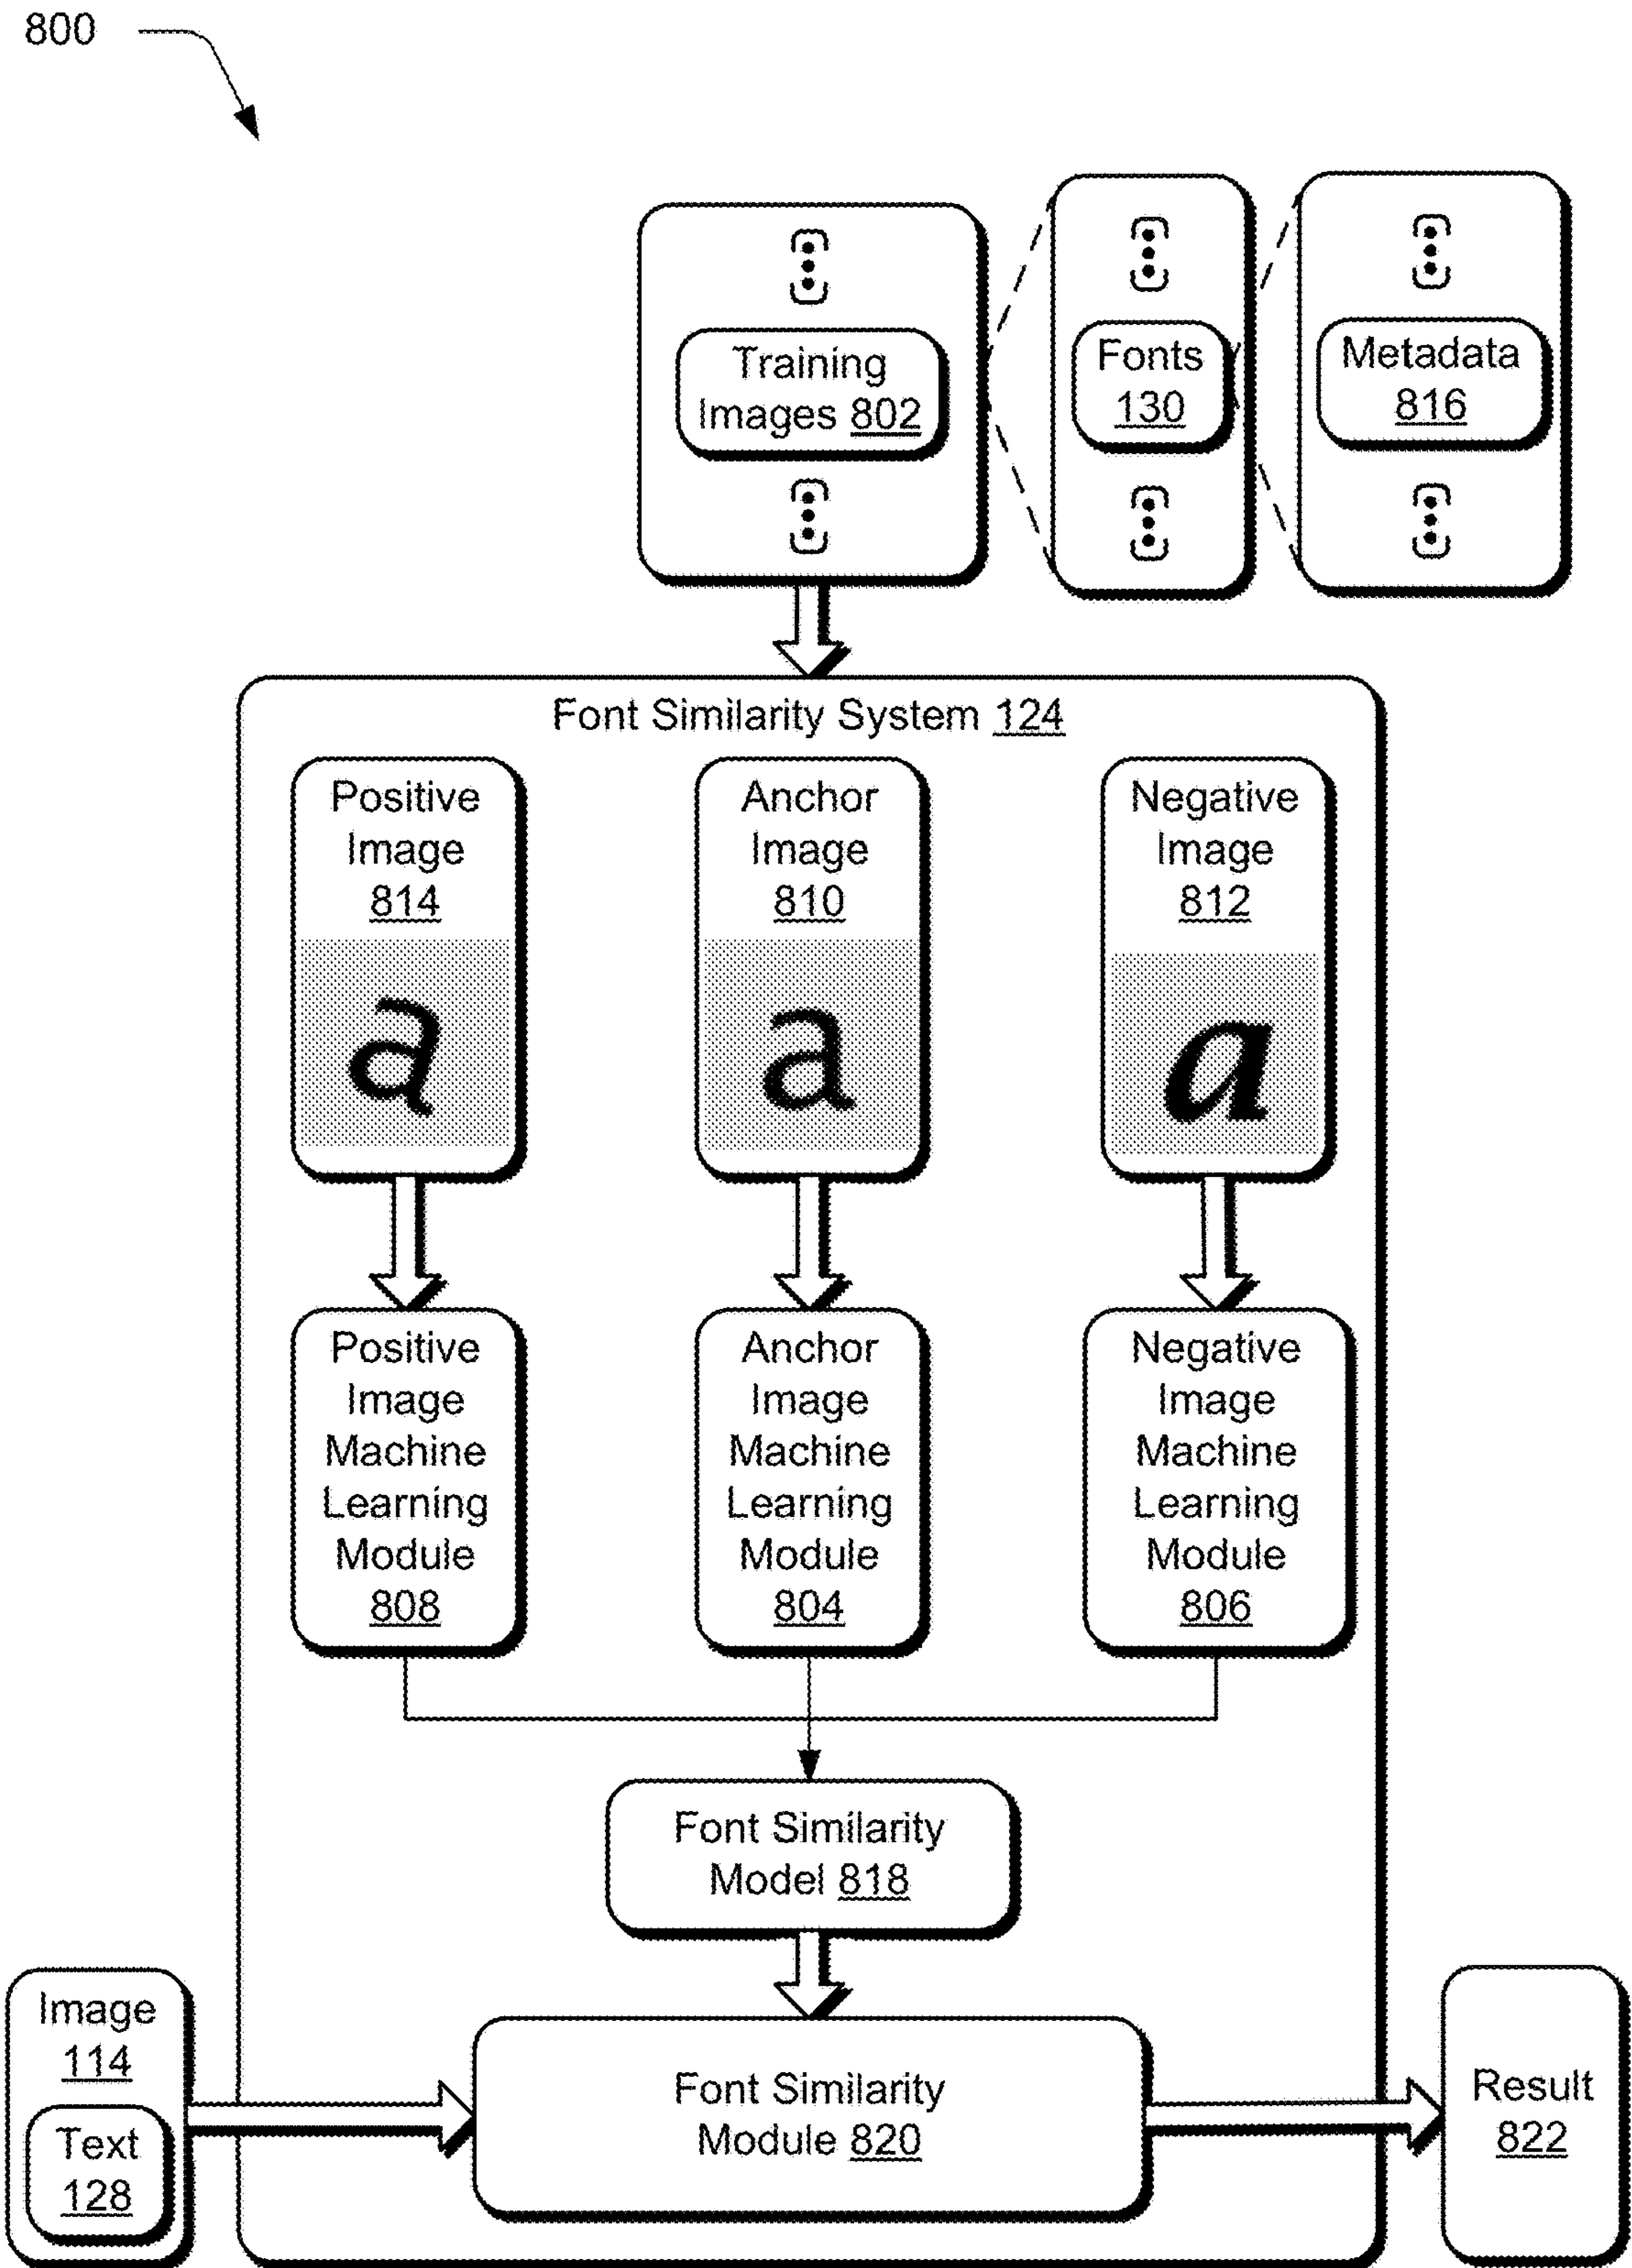 800
Training
Images 802
Fonts
130
Metadata
816
Font Similarity System 124
Positive
Image
814
a
Anchor
Image
810
a
Negative
Image
812
a
Positive
Image
Machine
Learning
Module
808
Anchor
Image
Machine
Learning
Module
804
Negative
Image
Machine
Learning
Module
806
Font Similarity
Model 818
Image
114
Text
128
Font Similarity
Module 820
Result
822